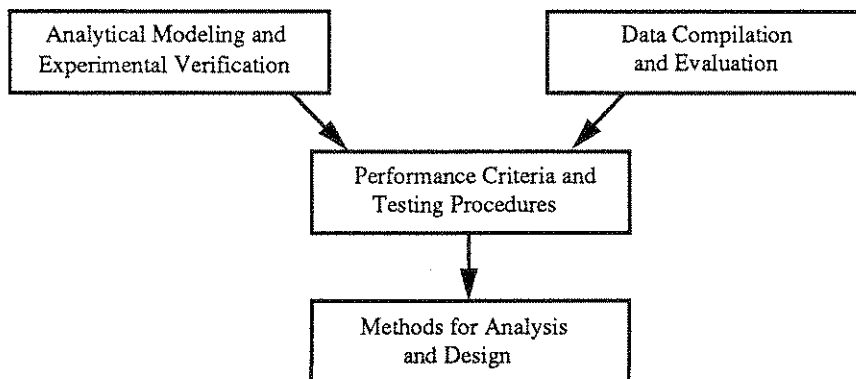 Analytical Modeling and
Experimental Verification
Data Compilation
and Evaluation
Performance Criteria and
Testing Procedures
Methods for Analysis
and Design